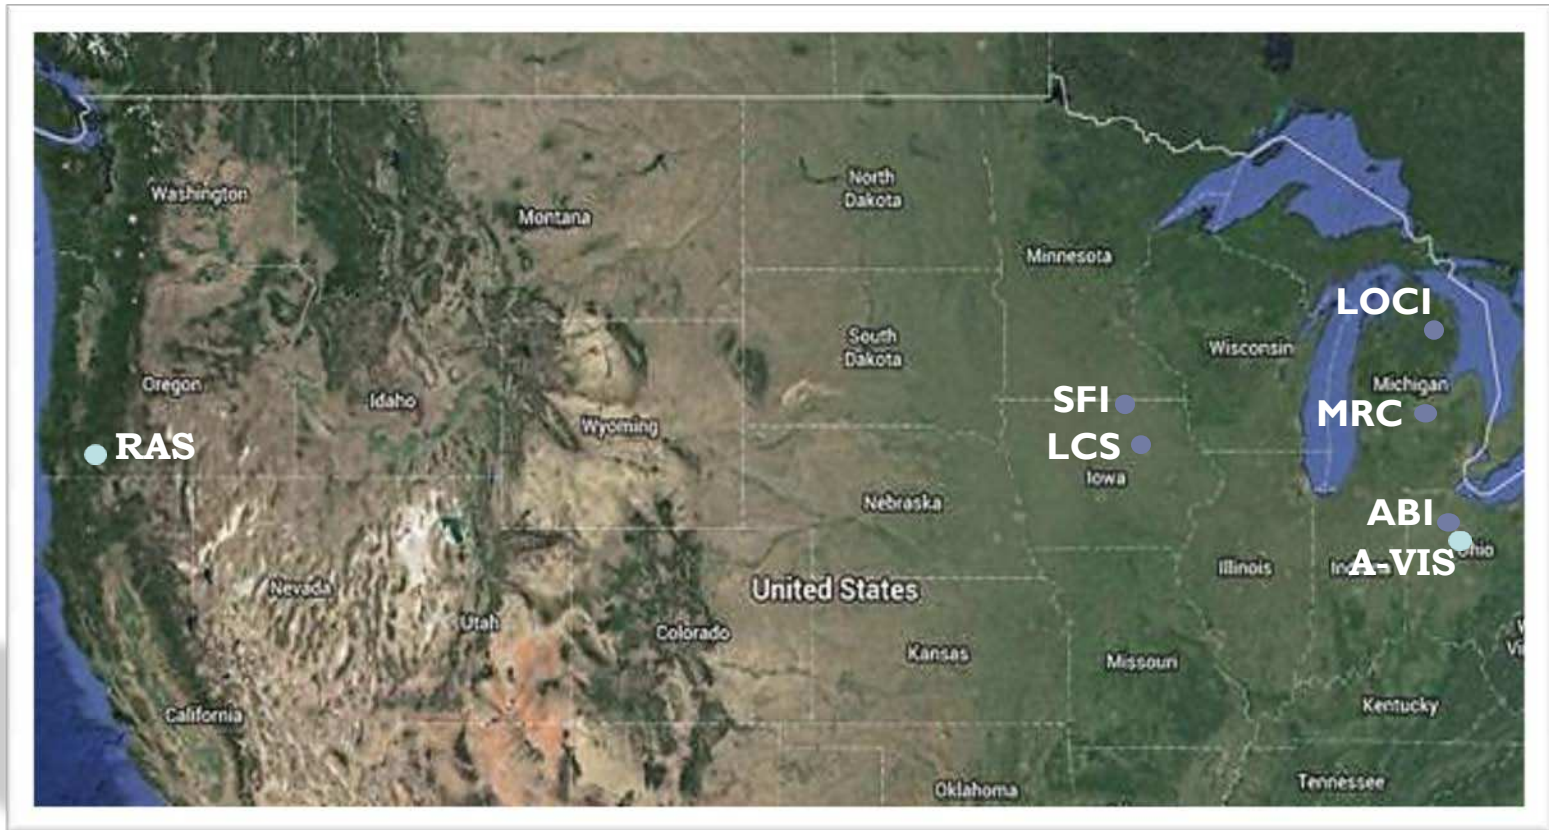 Washington
North
Dakota
Montana
Minnesota
LOCI
South
Dakota
Wisconsin
Oregon
Michigan
Idaho
SFI
MRC
Wyoming
RAS
LCS
Iowa
Nebraska
ABI
Ohio
A-VIS
Illinois
Nevada
United States
Utah
Colorado
Kansas
Missouri
Kentucky
California
Tennessee
Oklahoma